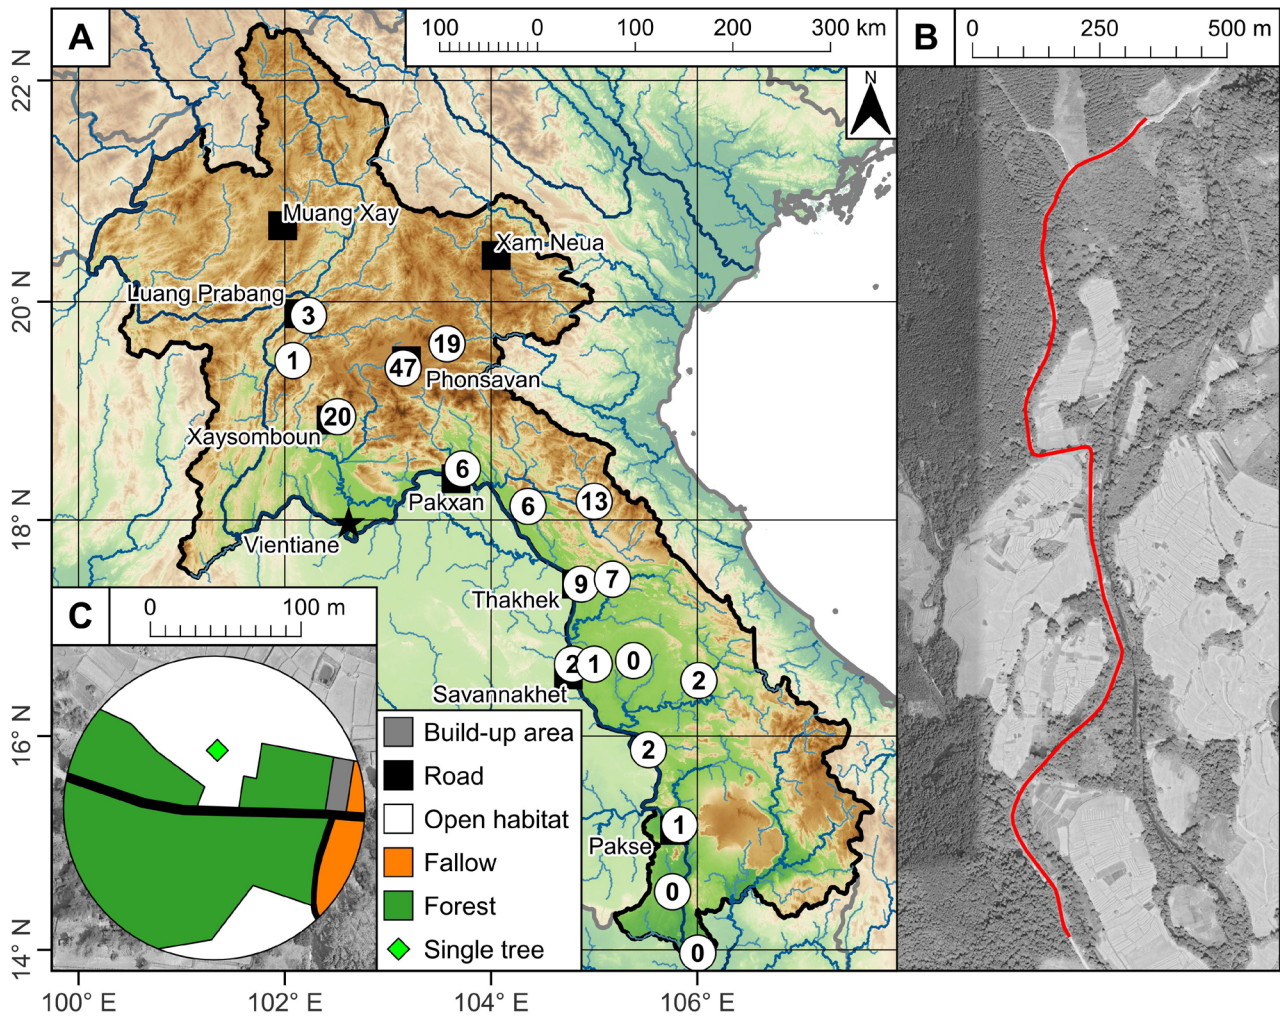 A
100 0 100 200 300 km
B
0 250 500 m
N
22° N
20° N
18° N
16° N
14° N
Muang Xay
Xam Neua
Luang Prabang
3
1
19
47
Phonsavan
20
Xaysomboun
6
Pakxan
6
13
Vientiane
9
7
Thakhek
2
1
0
2
Savannakhet
2
1
Pakse
0
0
C
0 100 m
Build-up area
Road
Open habitat
Fallow
Forest
Single tree
100° E 102° E 104° E 106° E